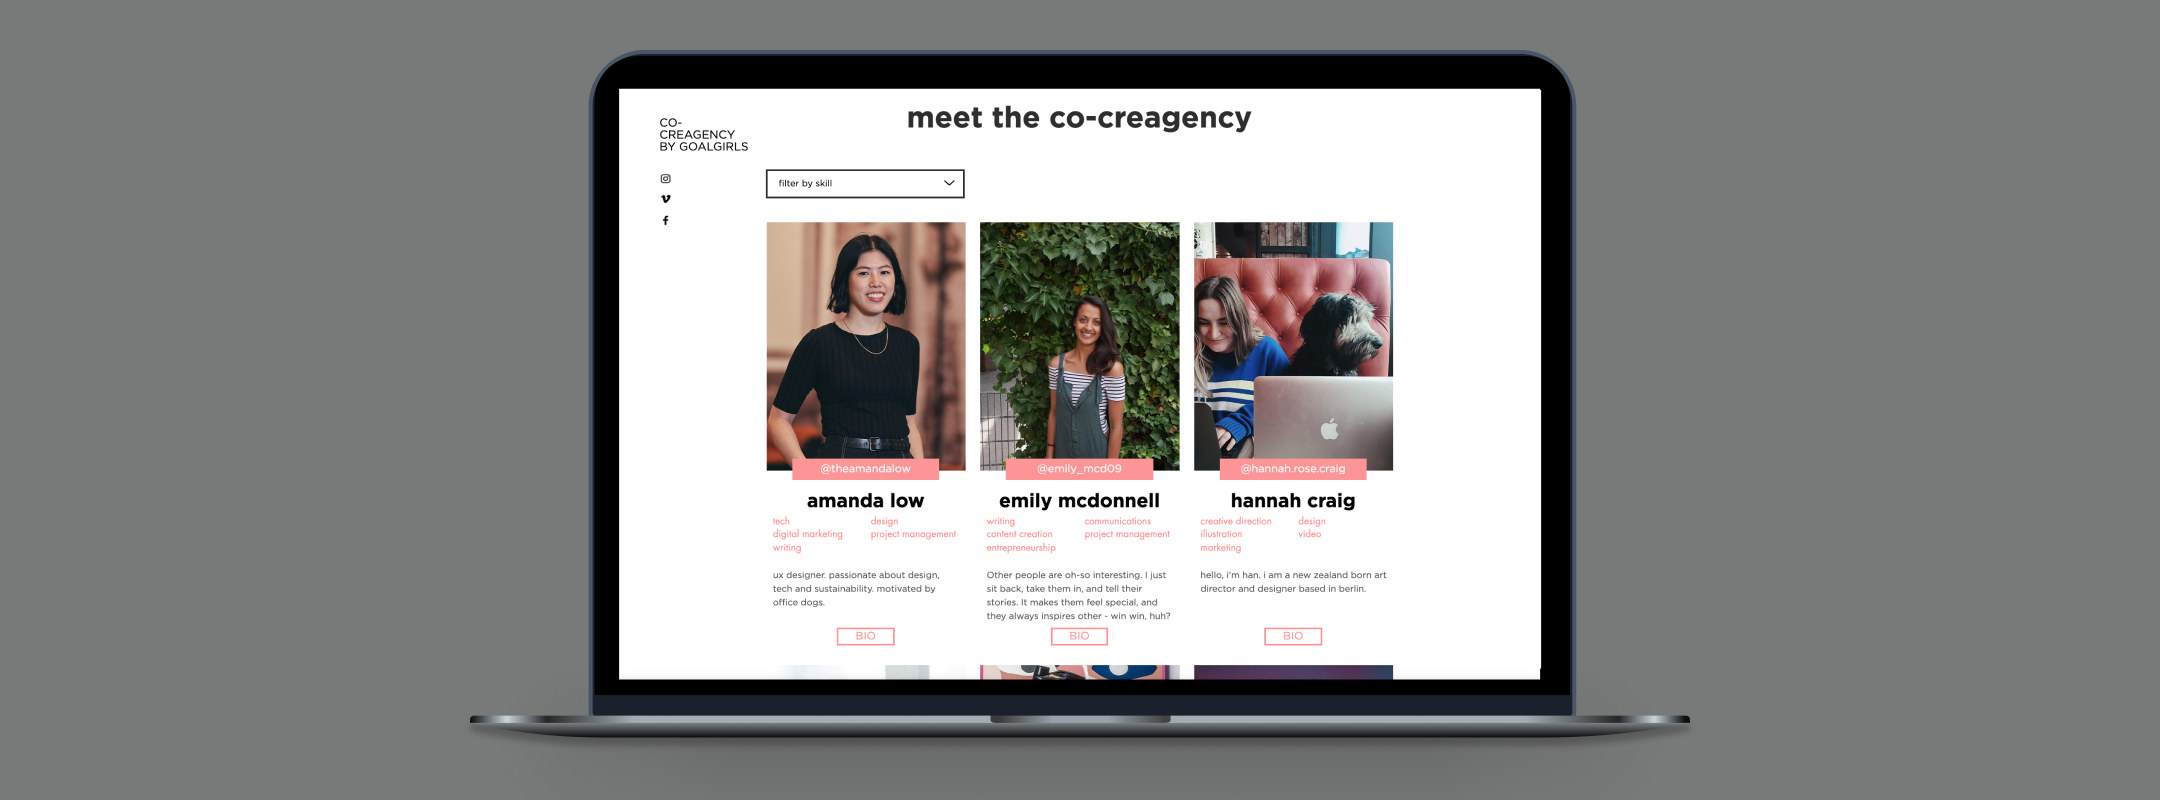 meet the co-creagency
CO-
CREAGENCY
BY GOALGIRLS
filter by skill
@theamandalow
amanda low
tech
digital marketing
writing
design
project management
ux designer. passionate about design,
tech and sustainability. motivated by
office dogs.
BIO
@emily_mcd09
emily mcdonnell
writing
content creation
entrepreneurship
communications
project management
Other people are oh-so interesting. I just
sit back, take them in, and tell their
stories. It makes them feel special, and
they always inspires other - win win, huh?
BIO
@hannah.rose.craig
hannah craig
creative direction
illustration
marketing
design
video
hello, i'm han. i am a new zealand born art
director and designer based in berlin.
BIO